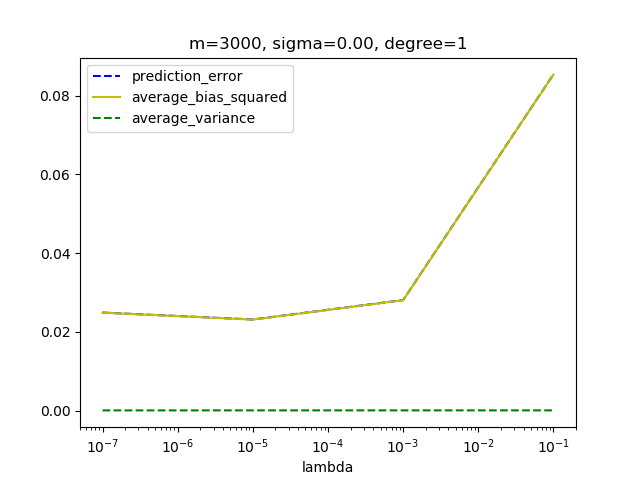 m=3000, sigma=0.00, degree=1
prediction_error
average_bias_squared
average_variance
0.08
0.06
0.04
0.02
0.00
10⁻⁷ 10⁻⁶ 10⁻⁵ 10⁻⁴ 10⁻³ 10⁻² 10⁻¹
lambda